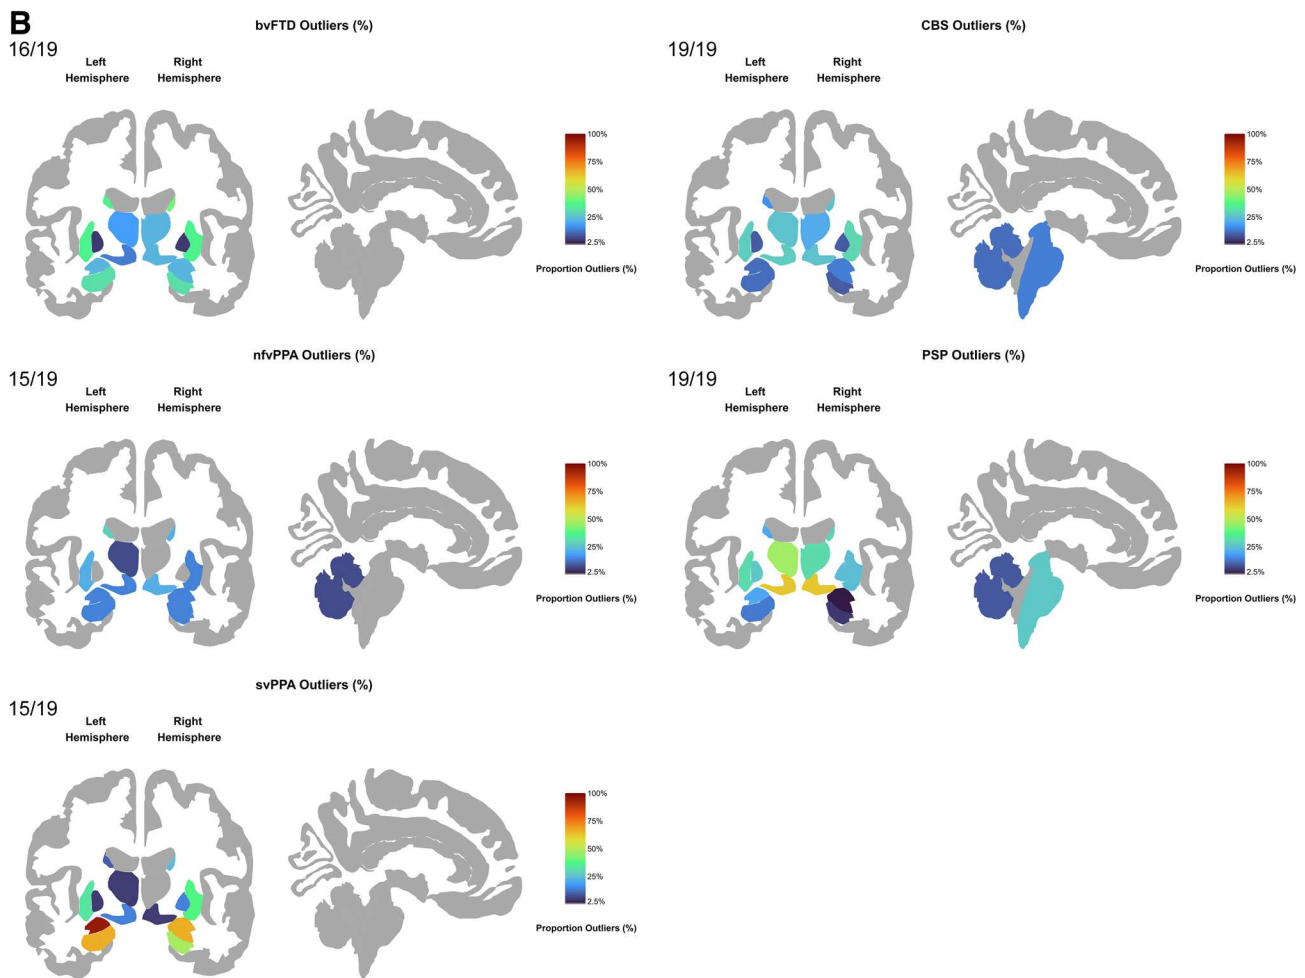 B
bvFTD Outliers (%)
16/19
Left Hemisphere
Right Hemisphere
100%
75%
50%
25%
2.5%
Proportion Outliers (%)
CBS Outliers (%)
19/19
Left Hemisphere
Right Hemisphere
100%
75%
50%
25%
2.5%
Proportion Outliers (%)
nfvPPA Outliers (%)
15/19
Left Hemisphere
Right Hemisphere
100%
75%
50%
25%
2.5%
Proportion Outliers (%)
PSP Outliers (%)
19/19
Left Hemisphere
Right Hemisphere
100%
75%
50%
25%
2.5%
Proportion Outliers (%)
svPPA Outliers (%)
15/19
Left Hemisphere
Right Hemisphere
100%
75%
50%
25%
2.5%
Proportion Outliers (%)